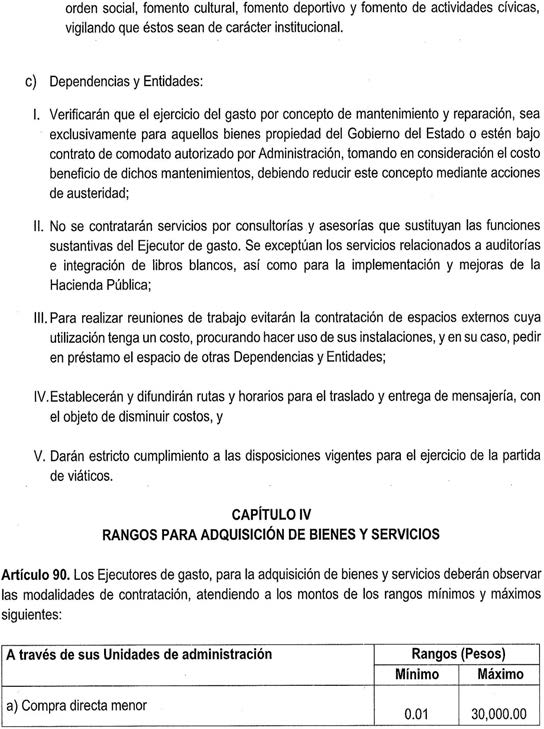 orden social, fomento cultural, fomento deportivo y fomento de actividades cívicas,
vigilando que éstos sean de carácter institucional.
c) Dependencias y Entidades:
I. Verificarán que el ejercicio del gasto por concepto de mantenimiento y reparación, sea
exclusivamente para aquellos bienes propiedad del Gobierno del Estado o estén bajo
contrato de comodato autorizado por Administración, tomando en consideración el costo
beneficio de dichos mantenimientos, debiendo reducir este concepto mediante acciones
de austeridad;
II. No se contratarán servicios por consultorías y asesorías que sustituyan las funciones
sustantivas del Ejecutor de gasto. Se exceptúan los servicios relacionados a auditorías
e integración de libros blancos, así como para la implementación y mejoras de la
Hacienda Pública;
III. Para realizar reuniones de trabajo evitarán la contratación de espacios externos cuya
utilización tenga un costo, procurando hacer uso de sus instalaciones, y en su caso, pedir
en préstamo el espacio de otras Dependencias y Entidades;
IV. Establecerán y difundirán rutas y horarios para el traslado y entrega de mensajería, con
el objeto de disminuir costos, y
V. Darán estricto cumplimiento a las disposiciones vigentes para el ejercicio de la partida
de viáticos.
CAPÍTULO IV
RANGOS PARA ADQUISICIÓN DE BIENES Y SERVICIOS
Artículo 90. Los Ejecutores de gasto, para la adquisición de bienes y servicios deberán observar
las modalidades de contratación, atendiendo a los montos de los rangos mínimos y máximos
siguientes:
A través de sus Unidades de administración Rangos (Pesos)
Mínimo Máximo
a) Compra directa menor 0.01 30,000.00